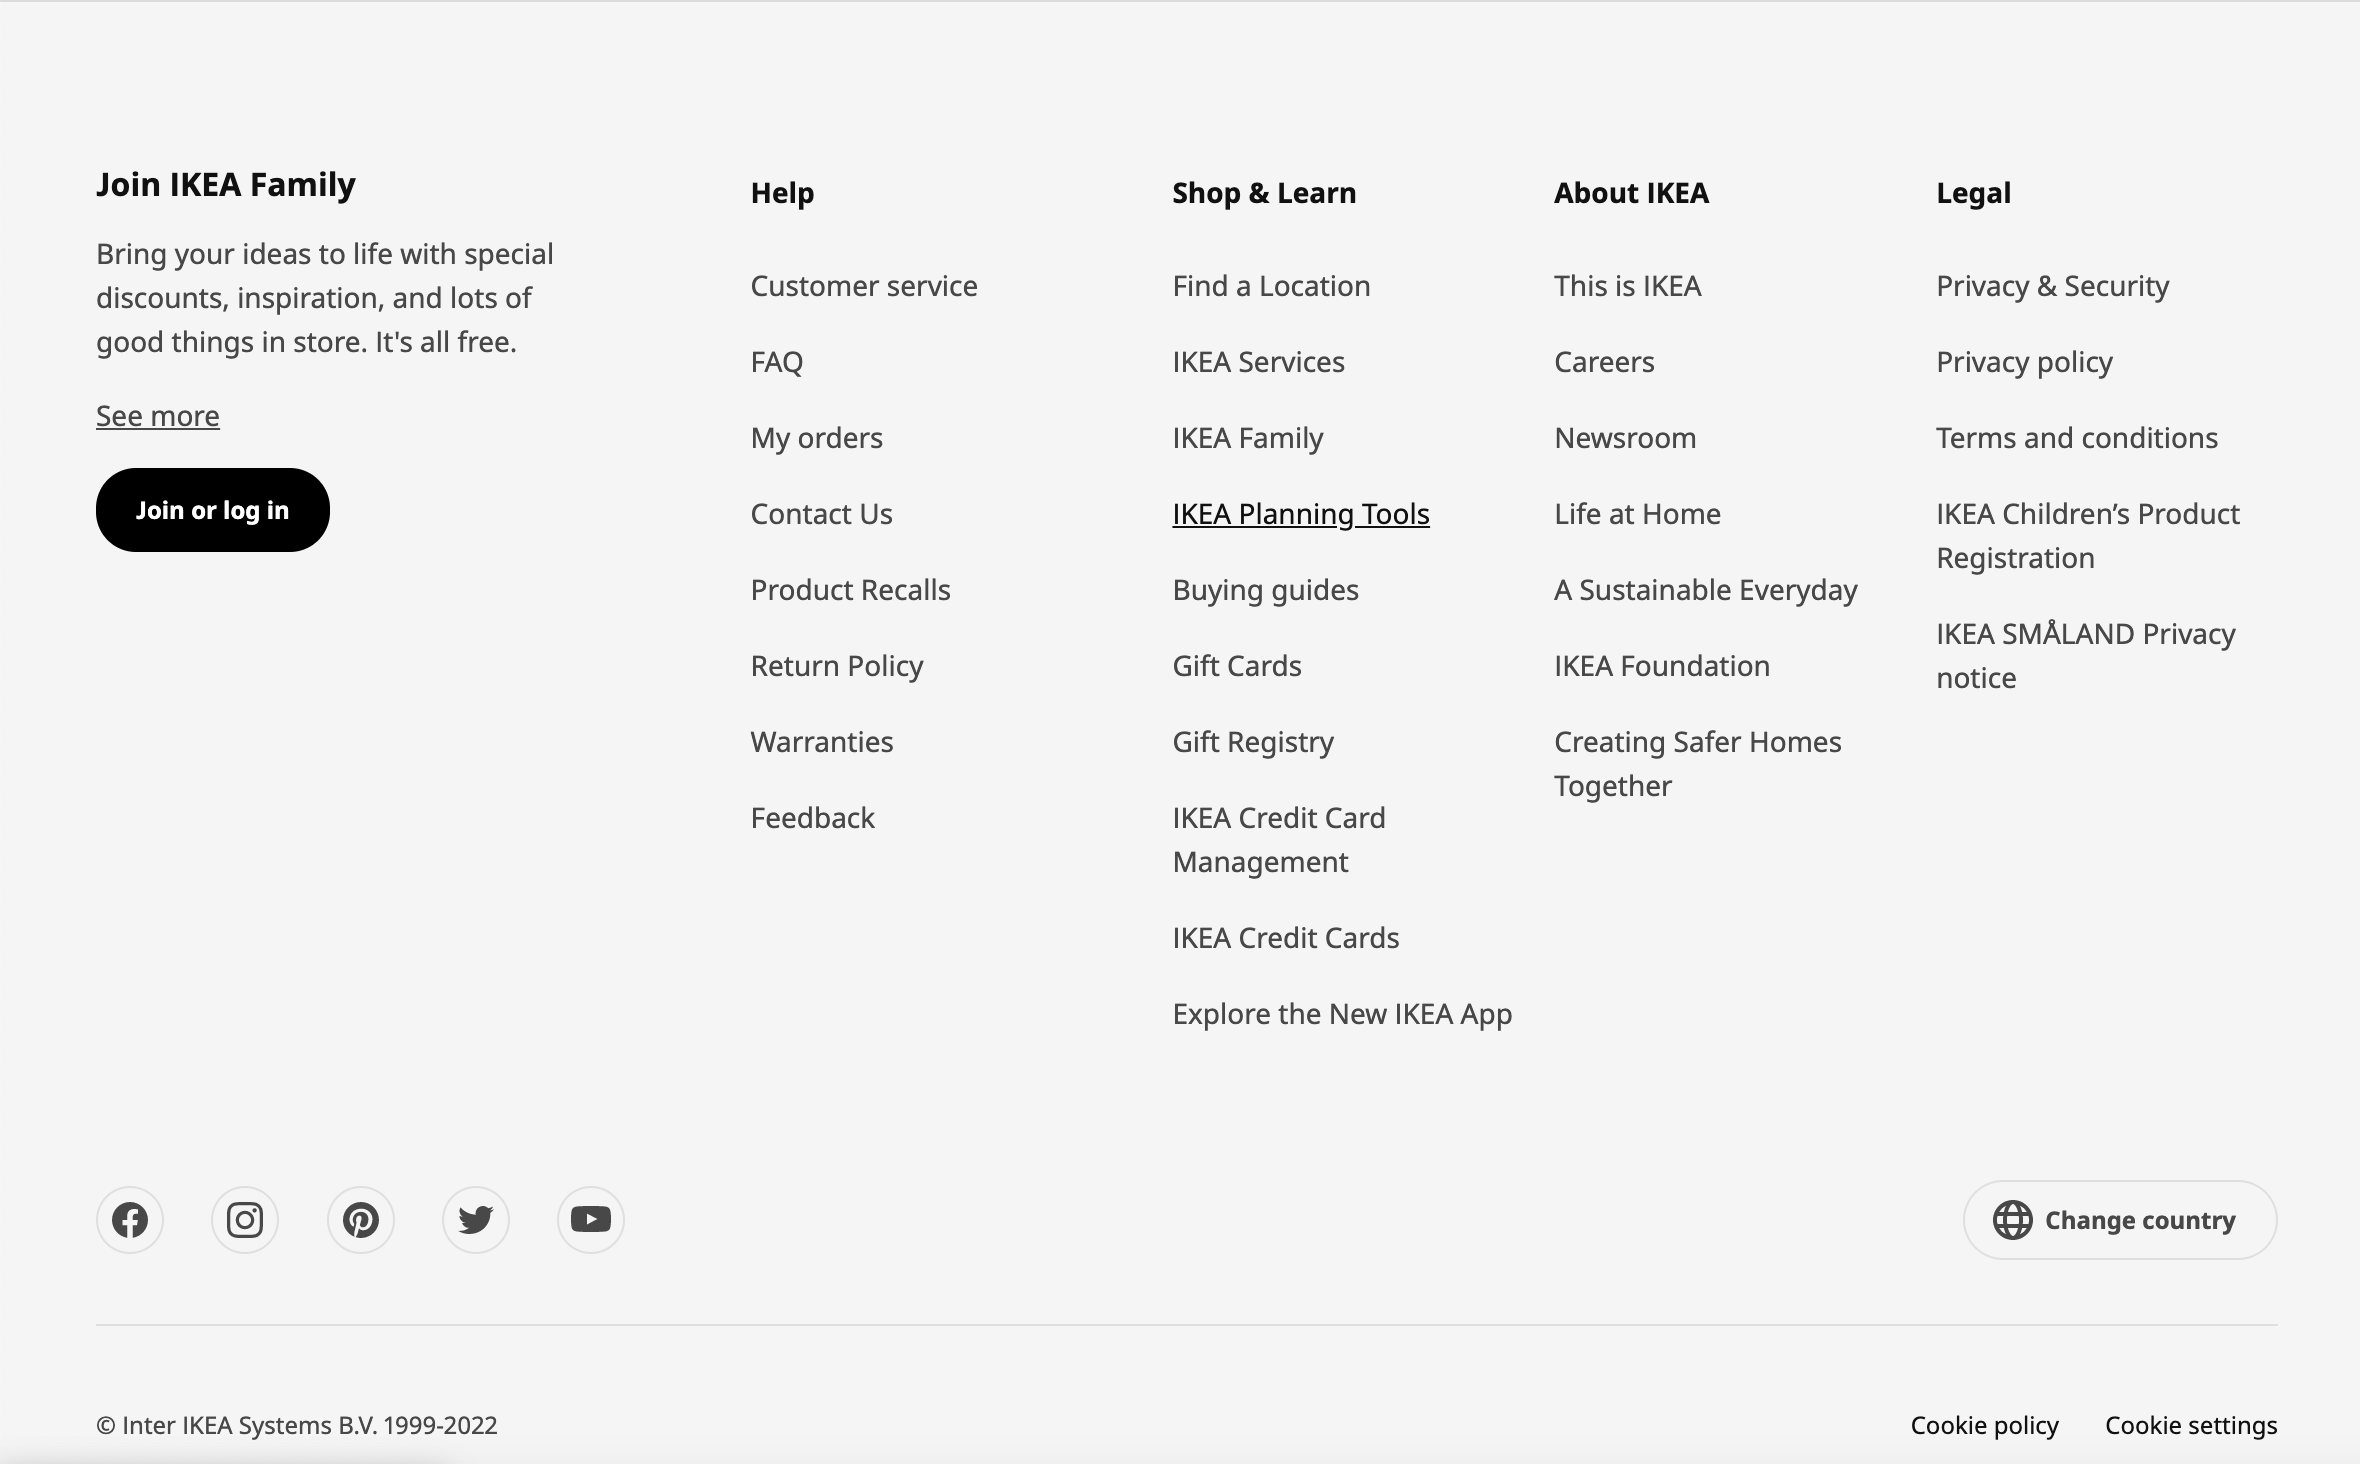 Join IKEA Family
Bring your ideas to life with special
discounts, inspiration, and lots of
good things in store. It's all free.
See more
Join or log in
Help
Customer service
FAQ
My orders
Contact Us
Product Recalls
Return Policy
Warranties
Feedback
Shop & Learn
Find a Location
IKEA Services
IKEA Family
IKEA Planning Tools
Buying guides
Gift Cards
Gift Registry
IKEA Credit Card
Management
IKEA Credit Cards
Explore the New IKEA App
About IKEA
This is IKEA
Careers
Newsroom
Life at Home
A Sustainable Everyday
IKEA Foundation
Creating Safer Homes
Together
Legal
Privacy & Security
Privacy policy
Terms and conditions
IKEA Children’s Product
Registration
IKEA SMÅLAND Privacy
notice
Change country
© Inter IKEA Systems B.V. 1999-2022
Cookie policy
Cookie settings